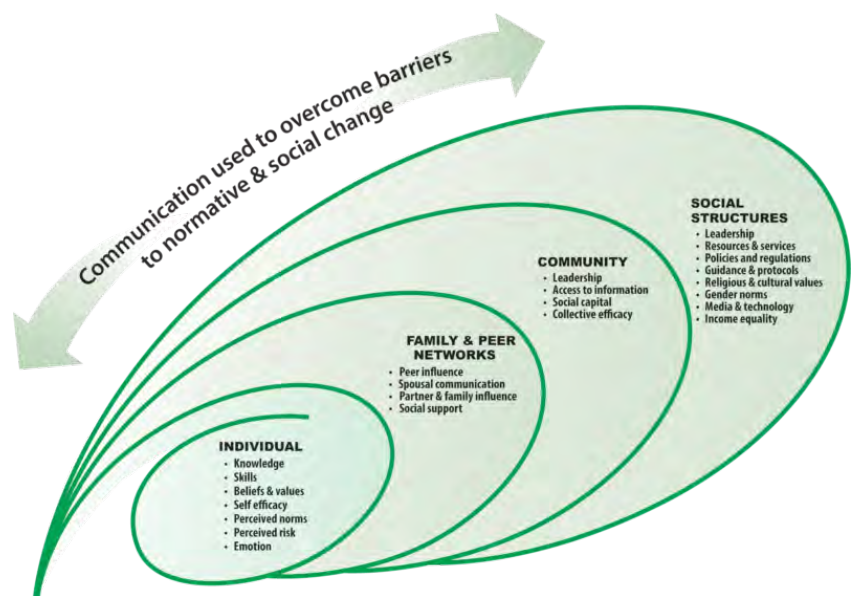 Communication used to overcome barriers
to normative & social change
SOCIAL
STRUCTURES
• Leadership
• Resources & services
• Policies and regulations
• Guidance & protocols
• Religious & cultural values
• Gender norms
• Media & technology
• Income equality
COMMUNITY
• Leadership
• Access to information
• Social capital
• Collective efficacy
FAMILY & PEER
NETWORKS
• Peer influence
• Spousal communication
• Partner & family influence
• Social support
INDIVIDUAL
• Knowledge
• Skills
• Beliefs & values
• Self efficacy
• Perceived norms
• Perceived risk
• Emotion